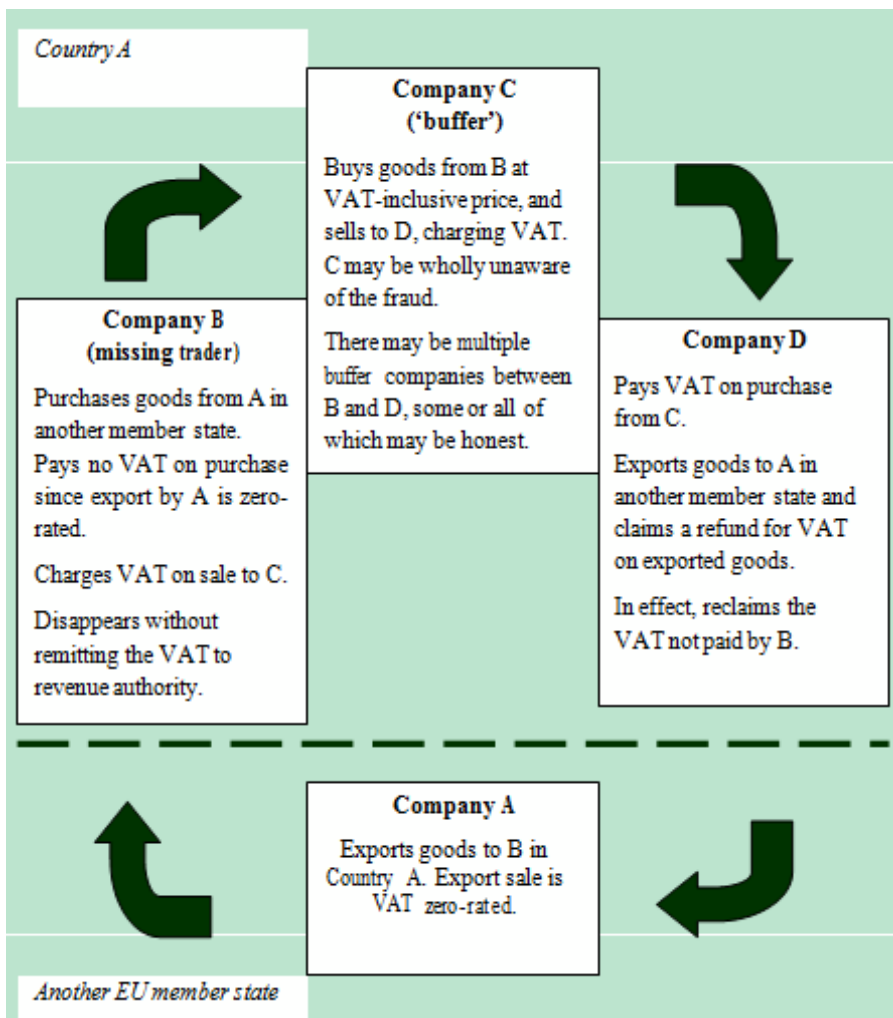 Country A
Company C
(‘buffer’)
Buys goods from B at
VAT-inclusive price, and
sells to D, charging VAT.
C may be wholly unaware
of the fraud.
There may be multiple
buffer companies between
B and D, some or all of
which may be honest.
Company B
(missing trader)
Purchases goods from A in
another member state.
Pays no VAT on purchase
since export by A is zero-
rated.
Charges VAT on sale to C.
Disappears without
remitting the VAT to
revenue authority.
Company D
Pays VAT on purchase
from C.
Exports goods to A in
another member state and
claims a refund for VAT
on exported goods.
In effect, reclaims the
VAT not paid by B.
Company A
Exports goods to B in
Country A. Export sale is
VAT zero-rated.
Another EU member state